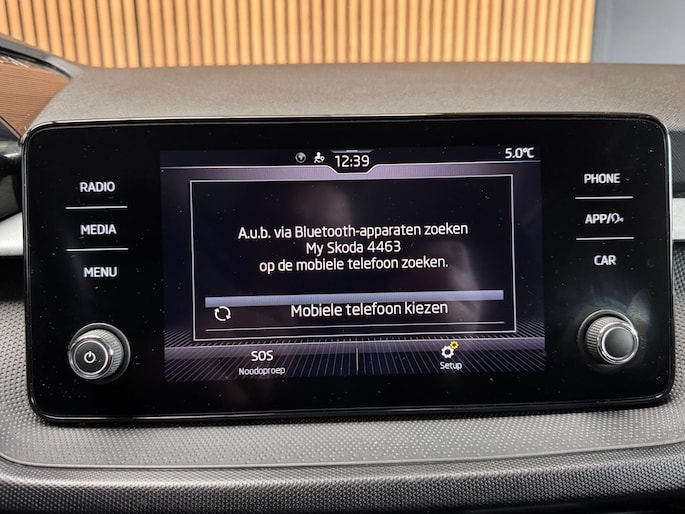 12:39
5.0°C
RADIO
MEDIA
MENU
A.u.b. via Bluetooth-apparaten zoeken
My Skoda 4463
op de mobiele telefoon zoeken.
Mobiele telefoon kiezen
SOS
Noodoproep
Setup
PHONE
APP/
CAR